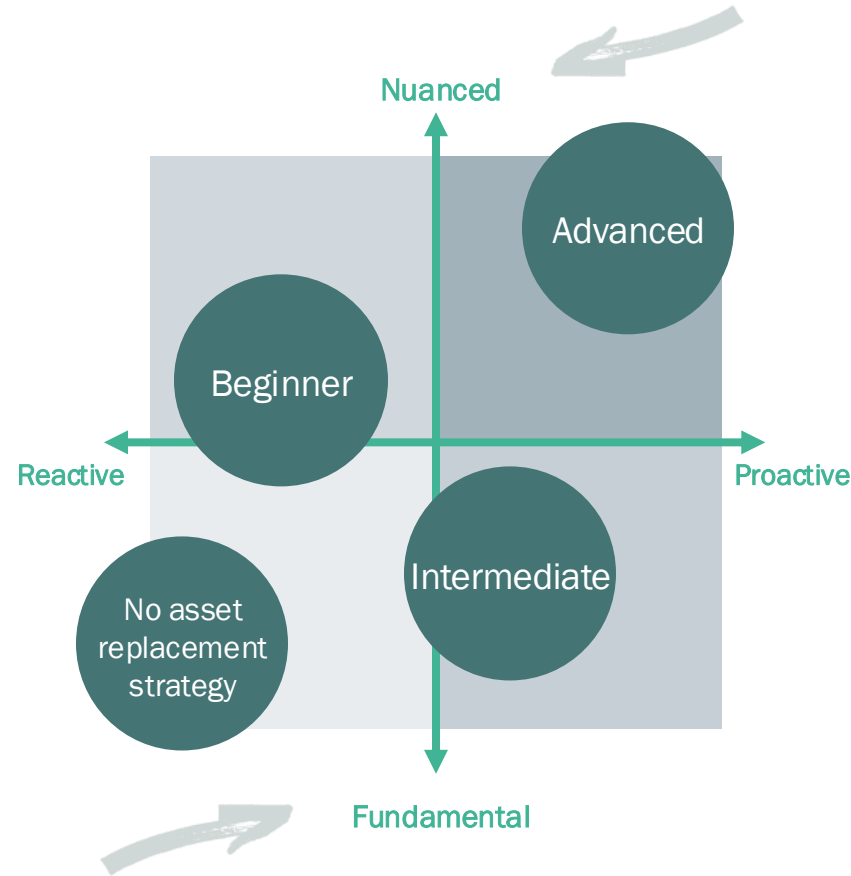 Nuanced
Advanced
Beginner
Reactive
Proactive
Intermediate
No asset
replacement
strategy
Fundamental